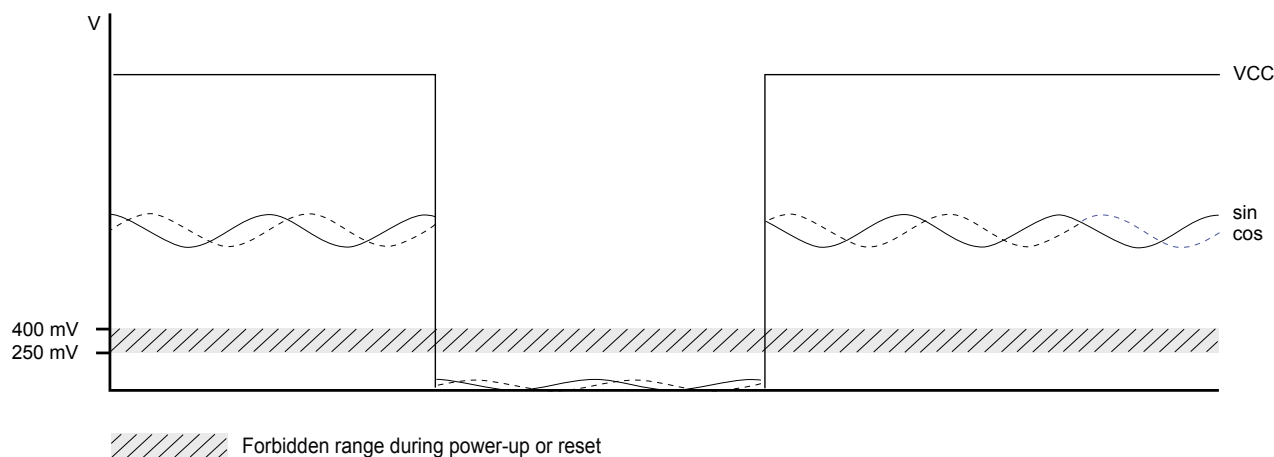 V
VCC
sin
cos
400 mV
250 mV
Forbidden range during power-up or reset